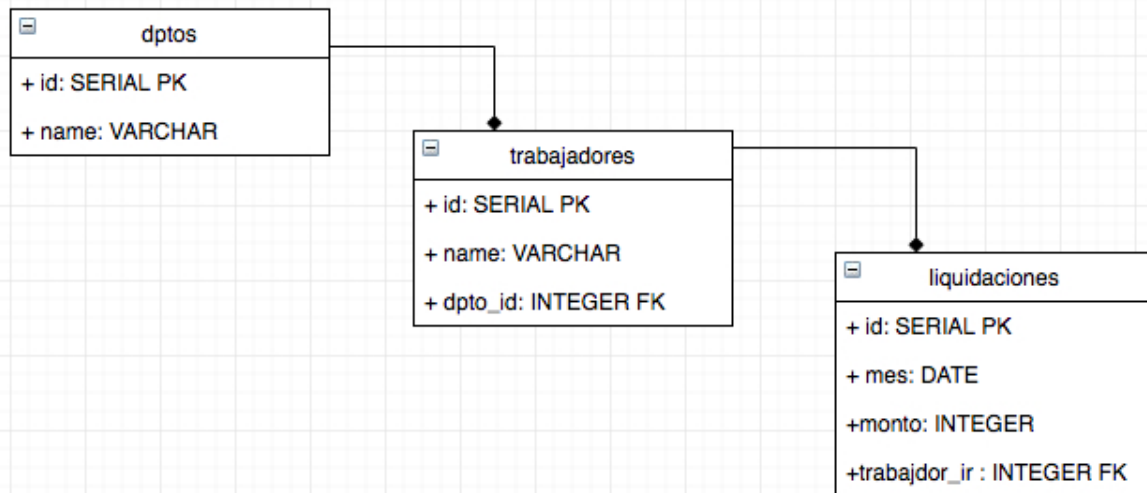 dptos
+ id: SERIAL PK
+ name: VARCHAR
trabajadores
+ id: SERIAL PK
+ name: VARCHAR
+ dpto_id: INTEGER FK
liquidaciones
+ id: SERIAL PK
+ mes: DATE
+monto: INTEGER
+trabajdor_ir : INTEGER FK